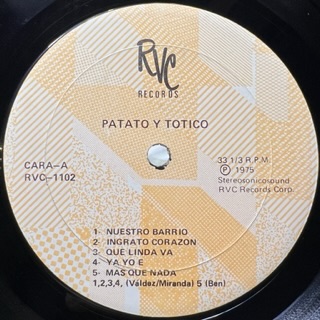 RVC
RECORDS
PATATO Y TOTICO
CARA-A
RVC-1102
33 1/3 R.P.M.
Ⓟ 1975
Stereosonicosound
RVC Records Corp.
1- NUESTRO BARRIO
2- INGRATO CORAZON
3- QUE LINDA VA
4- YA YO E
5- MAS QUE NADA
1,2,3,4, (Váldez/Miranda) 5 (Ben)